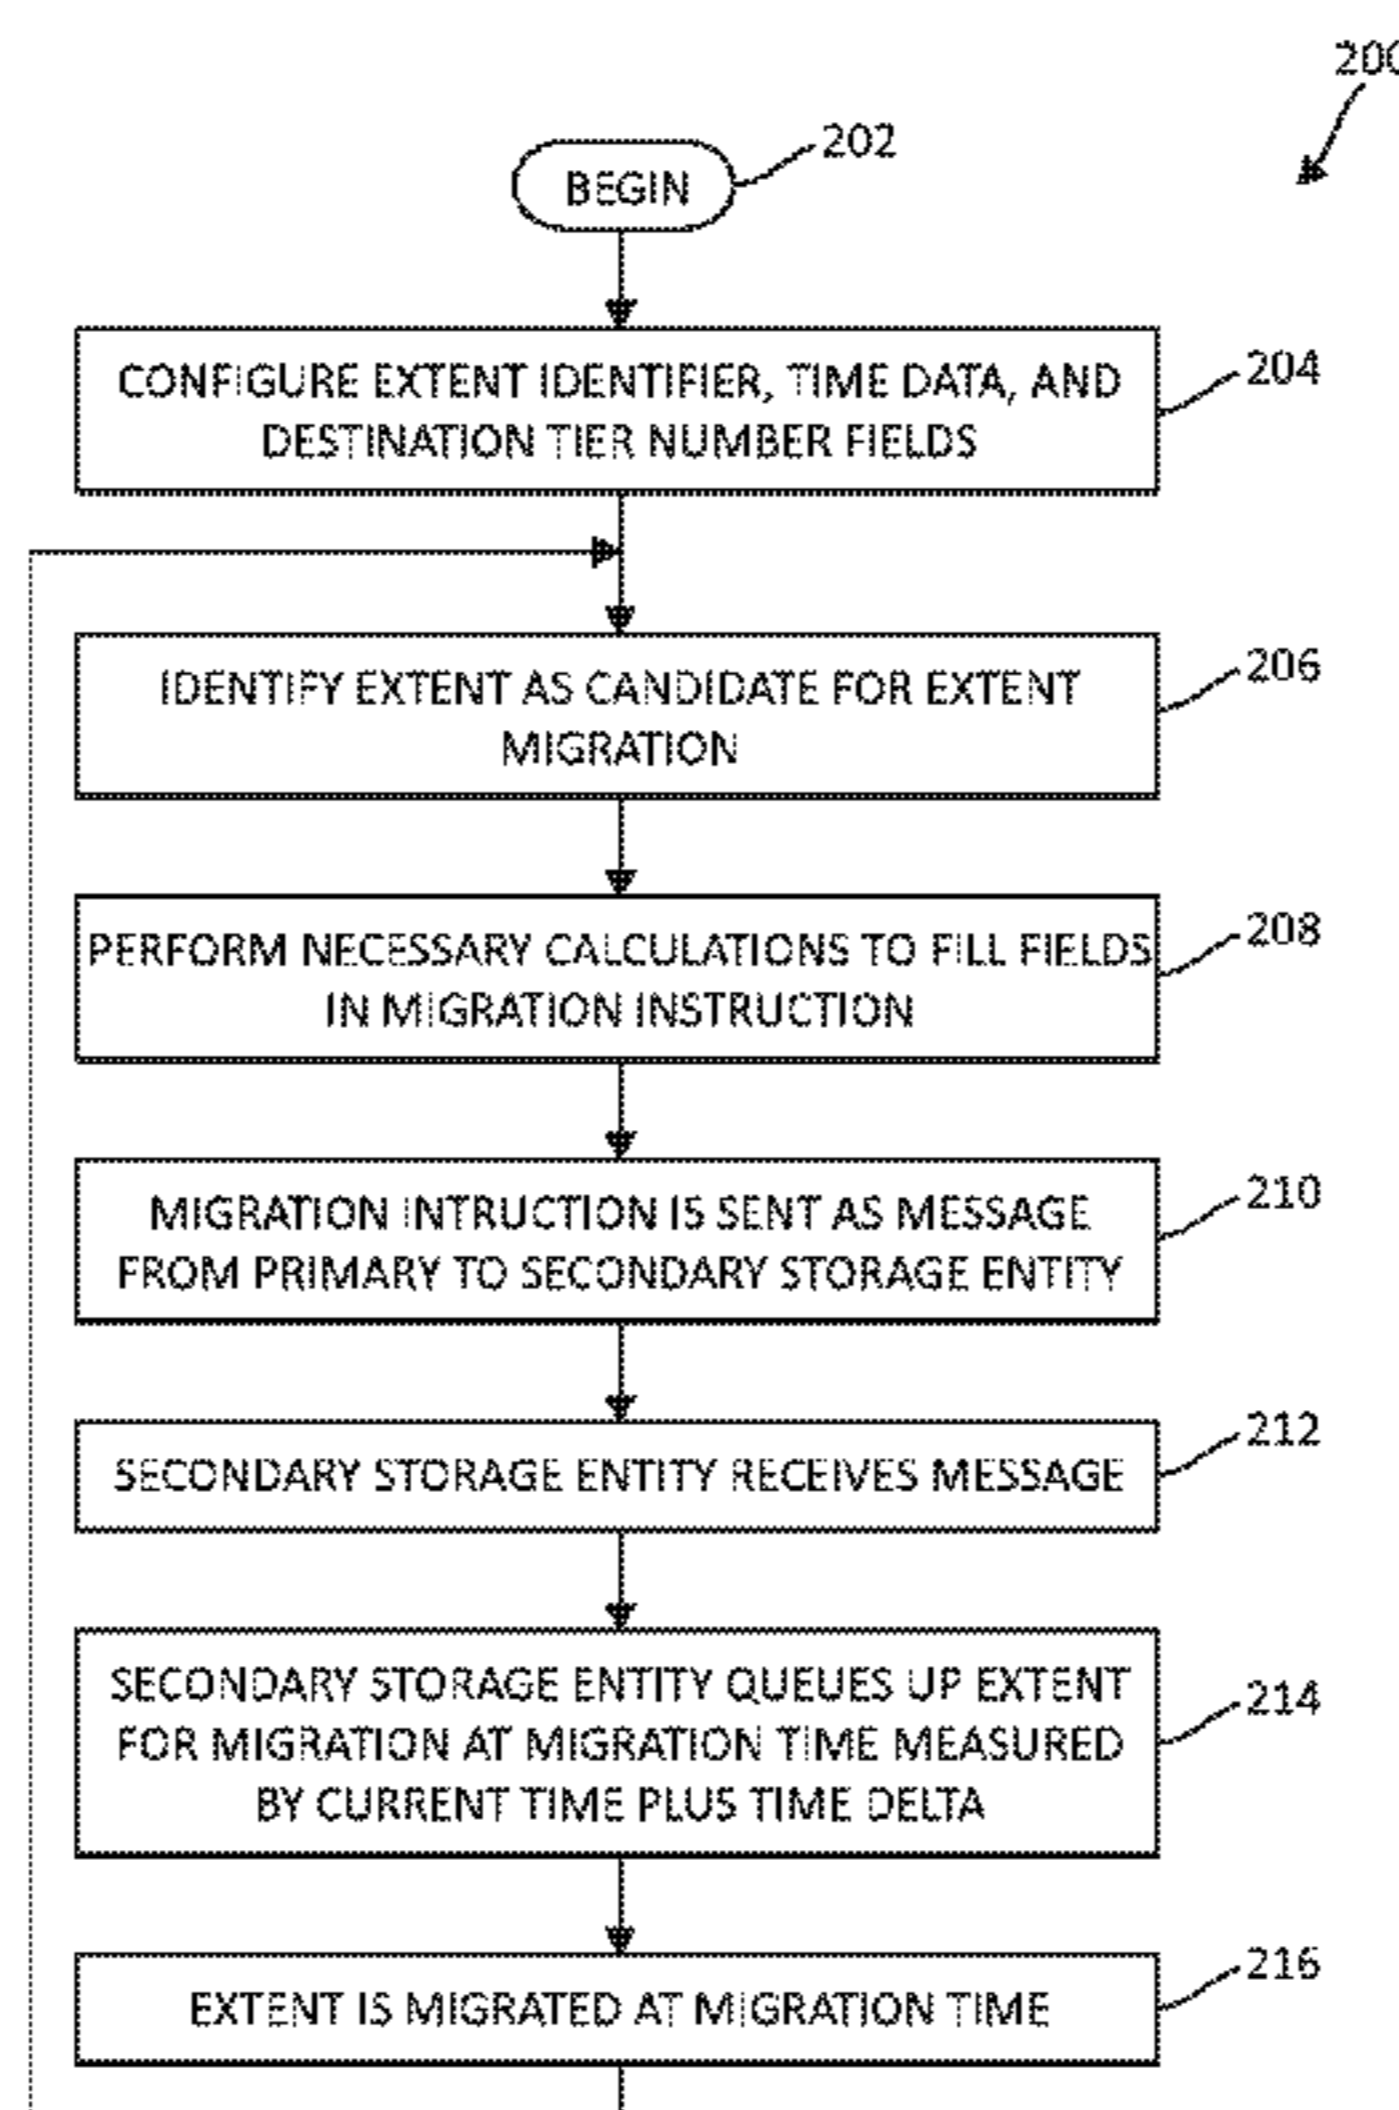 200
202
BEGIN
204
CONFIGURE EXTENT IDENTIFIER, TIME DATA, AND
DESTINATION TIER NUMBER FIELDS
206
IDENTIFY EXTENT AS CANDIDATE FOR EXTENT
MIGRATION
208
PERFORM NECESSARY CALCULATIONS TO FILL FIELDS
IN MIGRATION INSTRUCTION
210
MIGRATION INTRUCTION IS SENT AS MESSAGE
FROM PRIMARY TO SECONDARY STORAGE ENTITY
212
SECONDARY STORAGE ENTITY RECEIVES MESSAGE
214
SECONDARY STORAGE ENTITY QUEUES UP EXTENT
FOR MIGRATION AT MIGRATION TIME MEASURED
BY CURRENT TIME PLUS TIME DELTA
216
EXTENT IS MIGRATED AT MIGRATION TIME